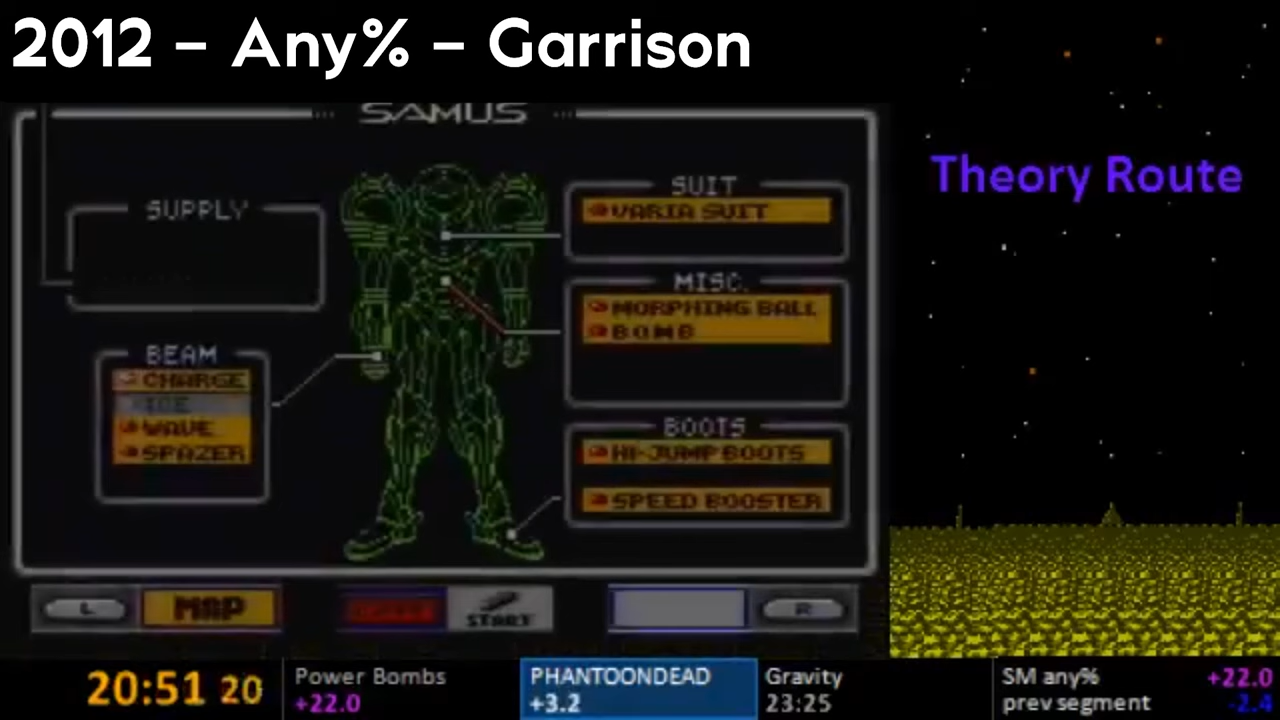 2012 – Any% – Garrison
SAMUS
Theory Route
SUPPLY
SUIT
VARIA SUIT
MISC.
MORPHING BALL
BOMB
BEAM
CHARGE
ICE
WAVE
SPAZER
BOOTS
HI-JUMP BOOTS
SPEED BOOSTER
L
MAP
START
R
20:51 20
Power Bombs
+22.0
PHANTOONDEAD
+3.2
Gravity
23:25
SM any% +22.0
prev segment -2.4